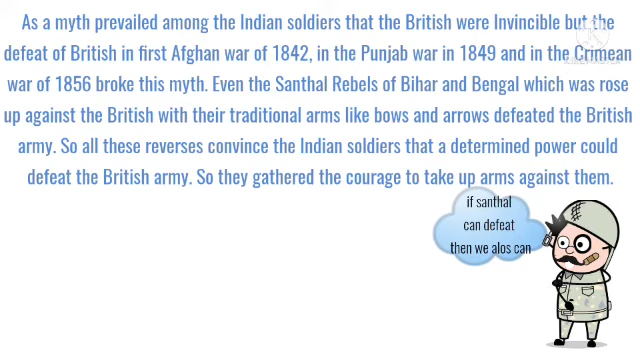 As a myth prevailed among the Indian soldiers that the British were Invincible but the
defeat of British in first Afghan war of 1842, in the Punjab war in 1849 and in the Crimean
war of 1856 broke this myth. Even the Santhal Rebels of Bihar and Bengal which was rose
up against the British with their traditional arms like bows and arrows defeated the British
army. So all these reverses convince the Indian soldiers that a determined power could
defeat the British army. So they gathered the courage to take up arms against them.
if santhal
can defeat
then we alos can